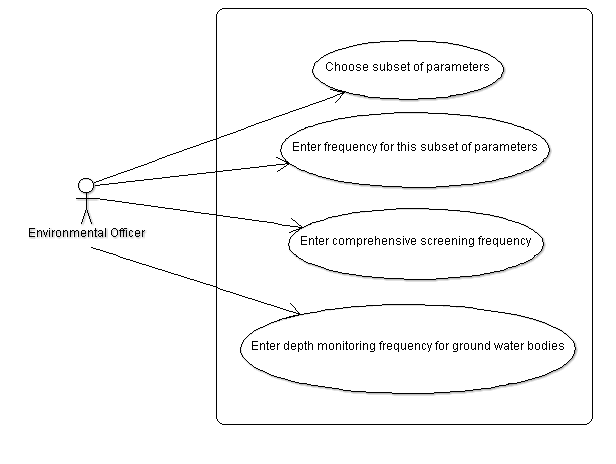 Choose subset of parameters
Enter frequency for this subset of parameters
Environmental Officer
Enter comprehensive screening frequency
Enter depth monitoring frequency for ground water bodies